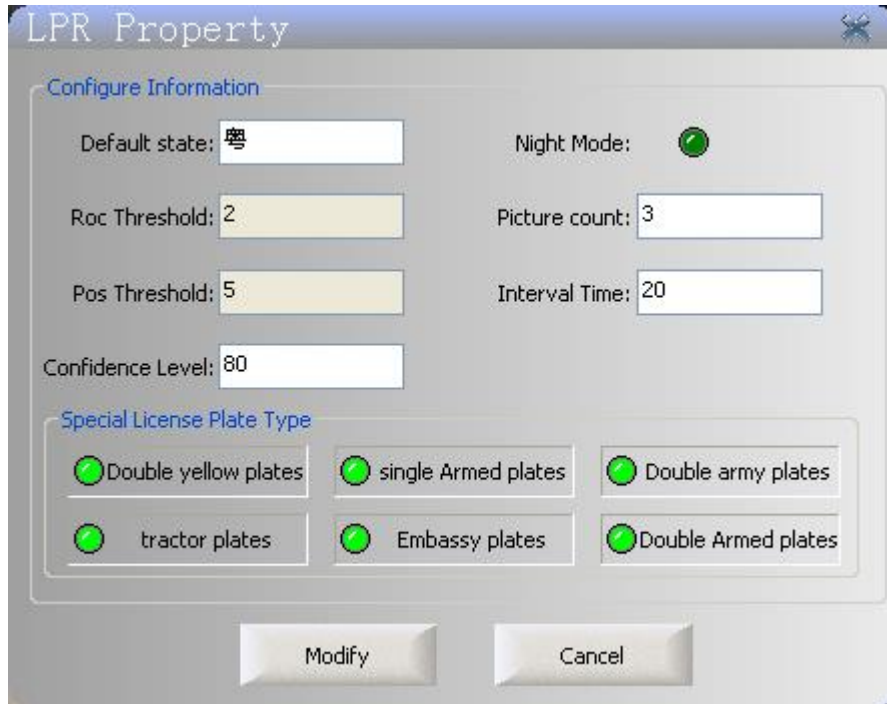 LPR Property
Configure Information
Default state: 粤
Night Mode:
Roc Threshold: 2
Picture count: 3
Pos Threshold: 5
Interval Time: 20
Confidence Level: 80
Special License Plate Type
Double yellow plates
single Armed plates
Double army plates
tractor plates
Embassy plates
Double Armed plates
Modify
Cancel